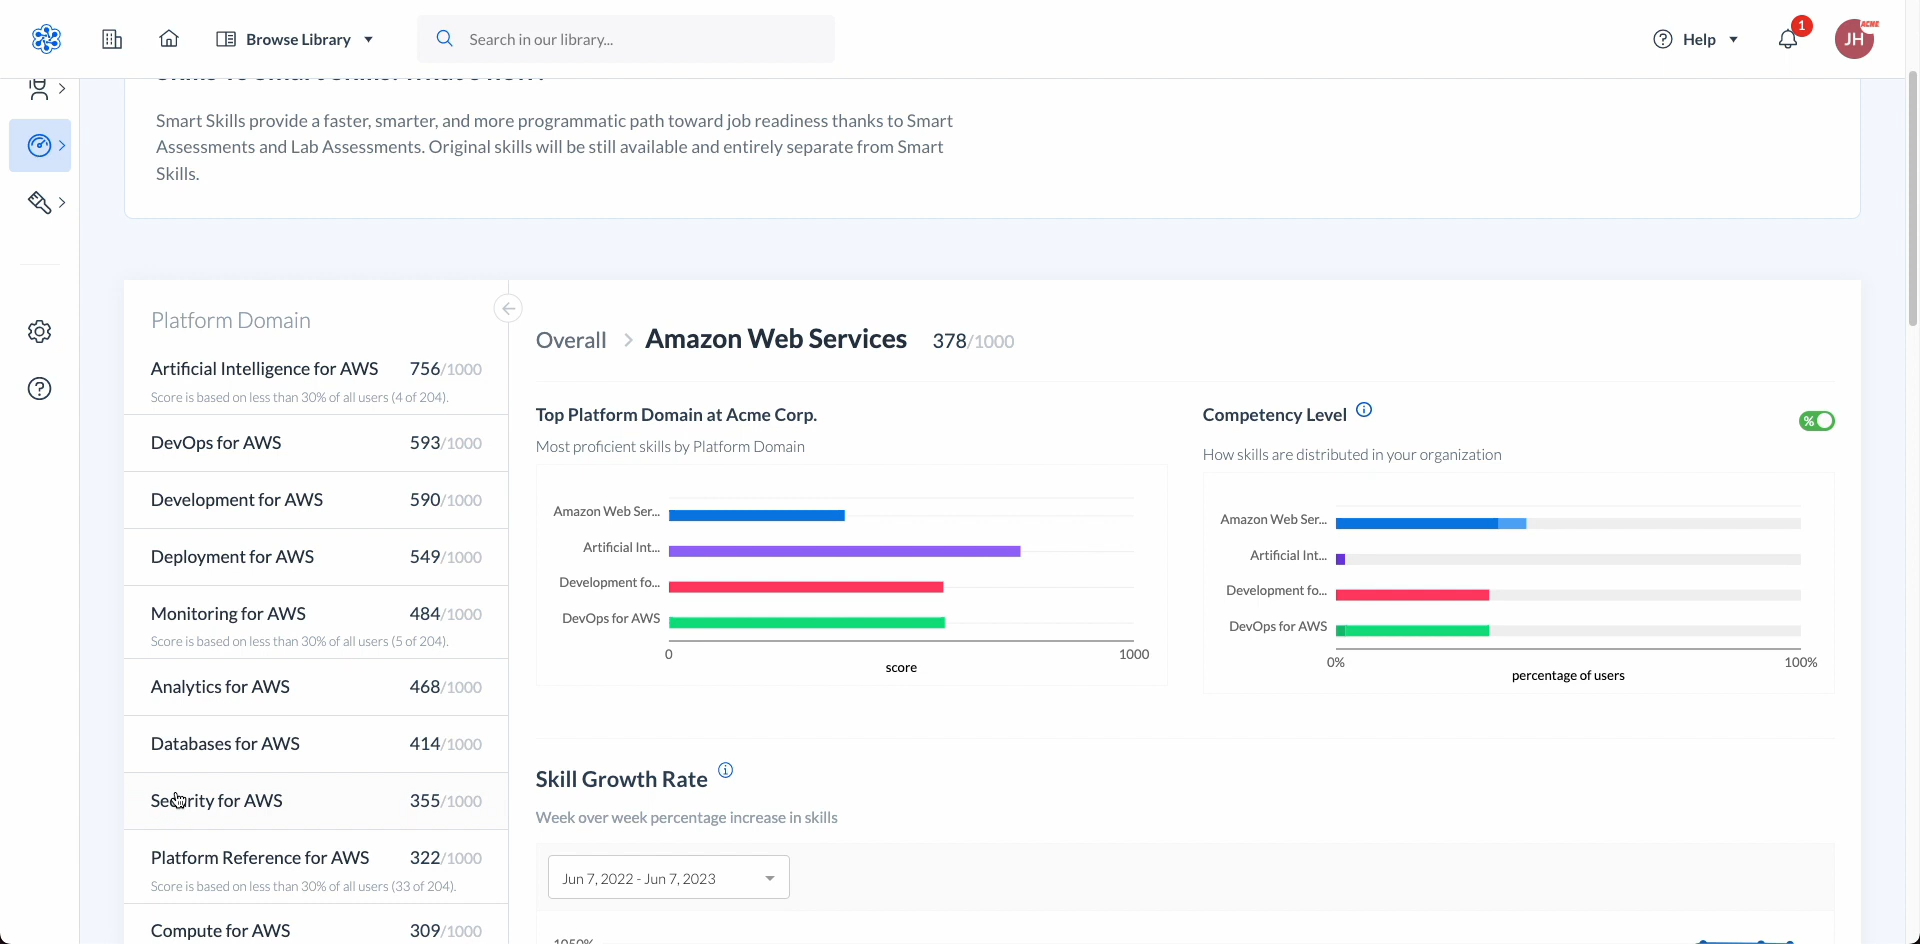 Browse Library
Search in our library...
Help
1
JH
ACME
Smart Skills provide a faster, smarter, and more programmatic path toward job readiness thanks to Smart
Assessments and Lab Assessments. Original skills will be still available and entirely separate from Smart
Skills.
Platform Domain
Artificial Intelligence for AWS 756/1000
Score is based on less than 30% of all users (4 of 204).
DevOps for AWS 593/1000
Development for AWS 590/1000
Deployment for AWS 549/1000
Monitoring for AWS 484/1000
Score is based on less than 30% of all users (5 of 204).
Analytics for AWS 468/1000
Databases for AWS 414/1000
Security for AWS 355/1000
Platform Reference for AWS 322/1000
Score is based on less than 30% of all users (33 of 204).
Compute for AWS 309/1000
Overall > Amazon Web Services 378/1000
Top Platform Domain at Acme Corp.
Most proficient skills by Platform Domain
Amazon Web Ser...
Artificial Int...
Development fo...
DevOps for AWS
0 1000
score
Competency Level
%
How skills are distributed in your organization
Amazon Web Ser...
Artificial Int...
Development fo...
DevOps for AWS
0% 100%
percentage of users
Skill Growth Rate
Week over week percentage increase in skills
Jun 7, 2022 - Jun 7, 2023